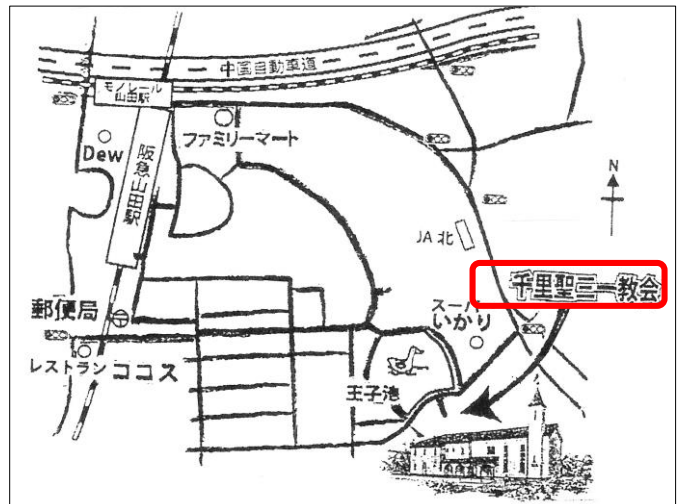 中国自動車道
モノレール
山田駅
Dew
阪急山田駅
ファミリーマート
N
JA 北
千里聖三一教会
スーパー
いかり
郵便局
レストラン ココス
王子池